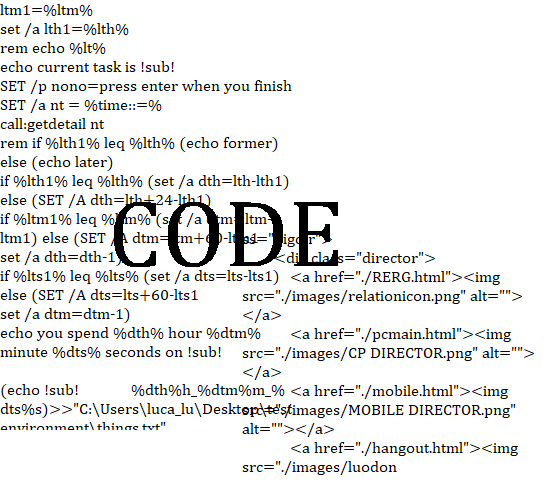 ltm1=%ltm%
set /a lth1=%lth%
rem echo %lt%
echo current task is !sub!
SET /p nono=press enter when you finish
SET /a nt = %time::=%
call:getdetail nt
rem if %lth1% leq %lth% (echo former)
else (echo later)
if %lth1% leq %lth% (set /a dth=lth-lth1)
else (SET /A dth=lth+24-lth1)
if %ltm1% leq %ltm% (set /a dtm=ltm-
ltm1) else (SET /A dtm=ltm+60-ltm1
set /a dth=dth-1)
if %lts1% leq %lts% (set /a dts=lts-lts1)
else (SET /A dts=lts+60-lts1
set /a dtm=dtm-1)
echo you spend %dth% hour %dtm%
minute %dts% seconds on !sub!
(echo !sub! %dth%h_%dtm%m_%
dts%s)>>"C:\Users\luca_lu\Desktop\test
environment\things.txt"
CODE
<div class="director">
<a href="./RERG.html"><img
src="./images/relationicon.png" alt="">
</a>
<a href="./pcmain.html"><img
src="./images/CP DIRECTOR.png" alt="">
</a>
<a href="./mobile.html"><img
src="./images/MOBILE DIRECTOR.png"
alt=""></a>
<a href="./hangout.html"><img
src="./images/luodon